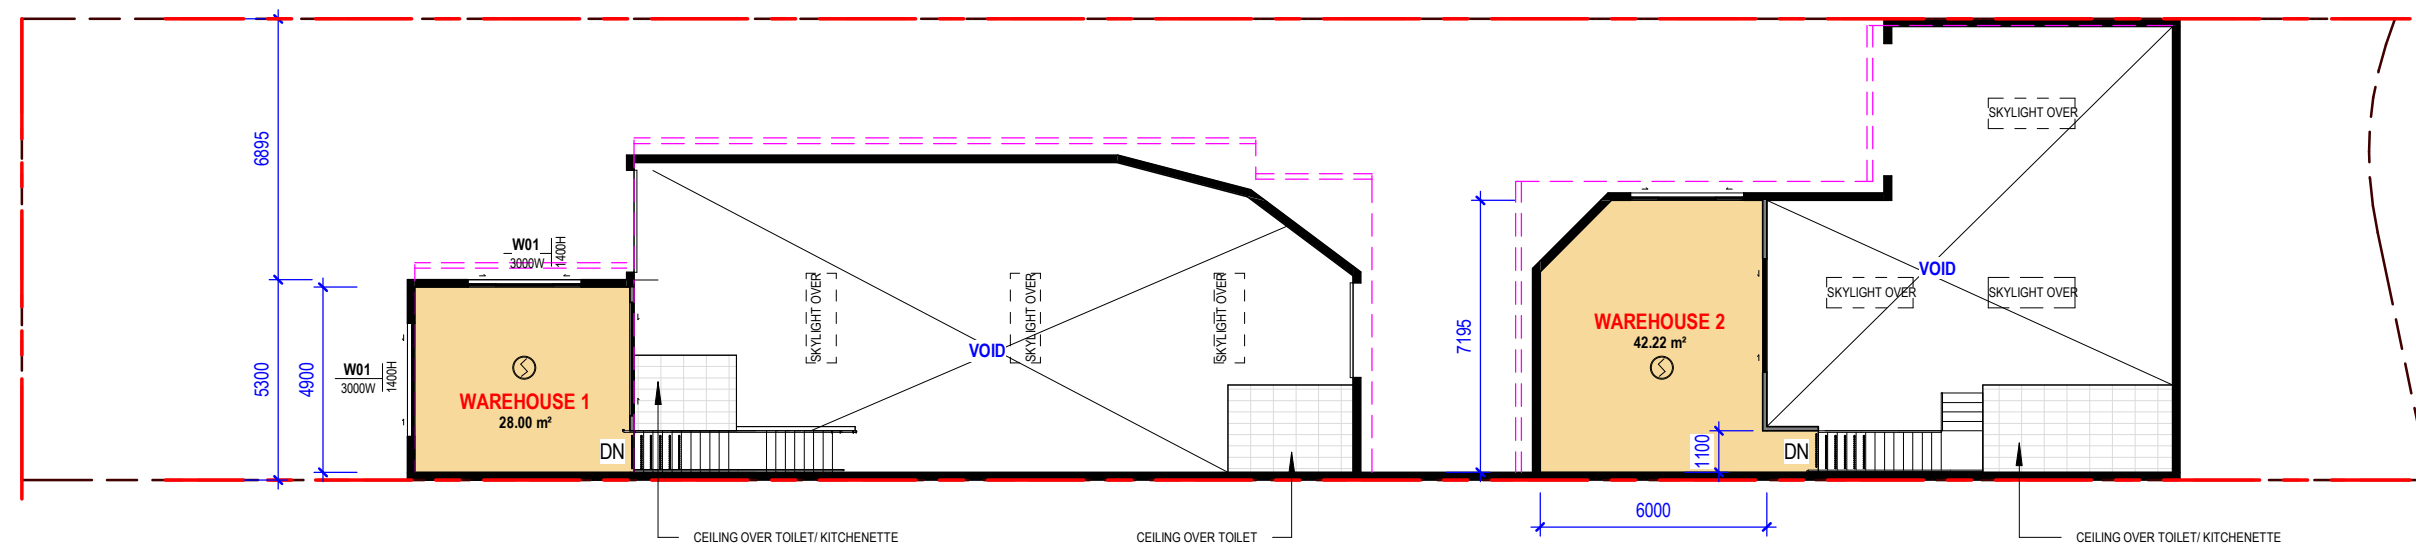 6895
5300
4900
W01
3000W
1400H
W01
3000W
1400H
WAREHOUSE 1
28.00 m²
DN
VOID
SKYLIGHT OVER
SKYLIGHT OVER
SKYLIGHT OVER
CEILING OVER TOILET/ KITCHENETTE
CEILING OVER TOILET
7195
WAREHOUSE 2
42.22 m²
1100
DN
6000
VOID
SKYLIGHT OVER
SKYLIGHT OVER
SKYLIGHT OVER
CEILING OVER TOILET/ KITCHENETTE